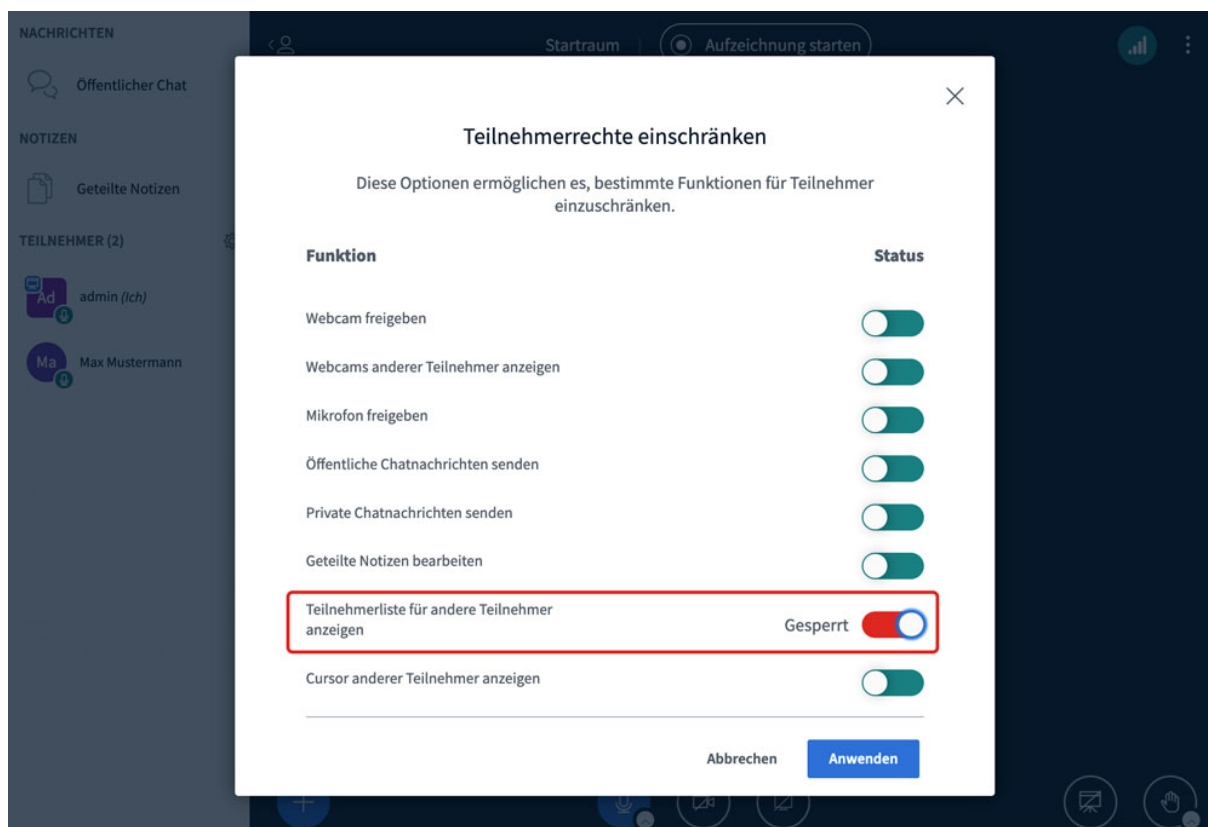 NACHRICHTEN
Öffentlicher Chat
NOTIZEN
Geteilte Notizen
TEILNEHMER (2)
Ad
admin (Ich)
Ma
Max Mustermann
Startraum
Aufzeichnung starten
Teilnehmerrechte einschränken
Diese Optionen ermöglichen es, bestimmte Funktionen für Teilnehmer
einzuschränken.
Funktion
Status
Webcam freigeben
Webcams anderer Teilnehmer anzeigen
Mikrofon freigeben
Öffentliche Chatnachrichten senden
Private Chatnachrichten senden
Geteilte Notizen bearbeiten
Teilnehmerliste für andere Teilnehmer
anzeigen
Gesperrt
Cursor anderer Teilnehmer anzeigen
Abbrechen
Anwenden